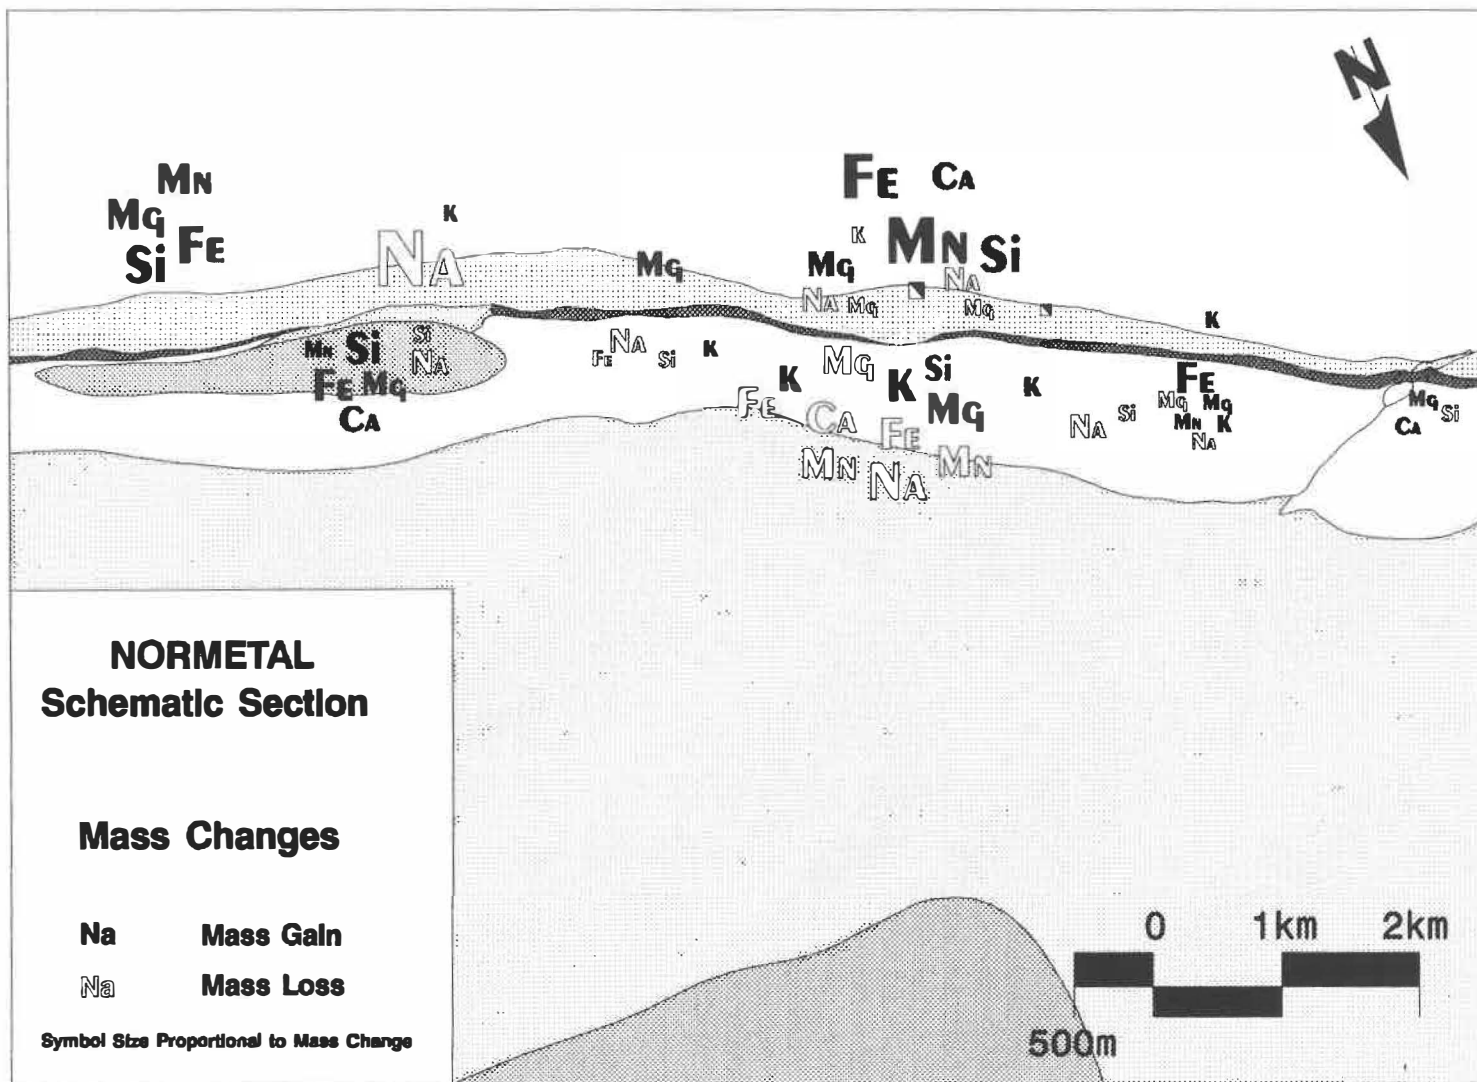 N
Mn
Mg
Fe
Si
K
Na
Mg
Fe
Ca
K
Mn
Si
Mg
Na
Na
Mg
Mg
K
Mn
Si
Si
Na
Fe
Mg
Ca
Na
Fe
Si
K
Mg
K
K
Si
Mg
K
Fe
Ca
Fe
Mn
Na
Mn
Na
Si
Fe
Mg
Mg
Mn
K
Na
Mg
Si
Ca
NORMETAL
Schematic Section
Mass Changes
Na Mass Gain
Na Mass Loss
Symbol Size Proportional to Mass Change
0 1km 2km
500m